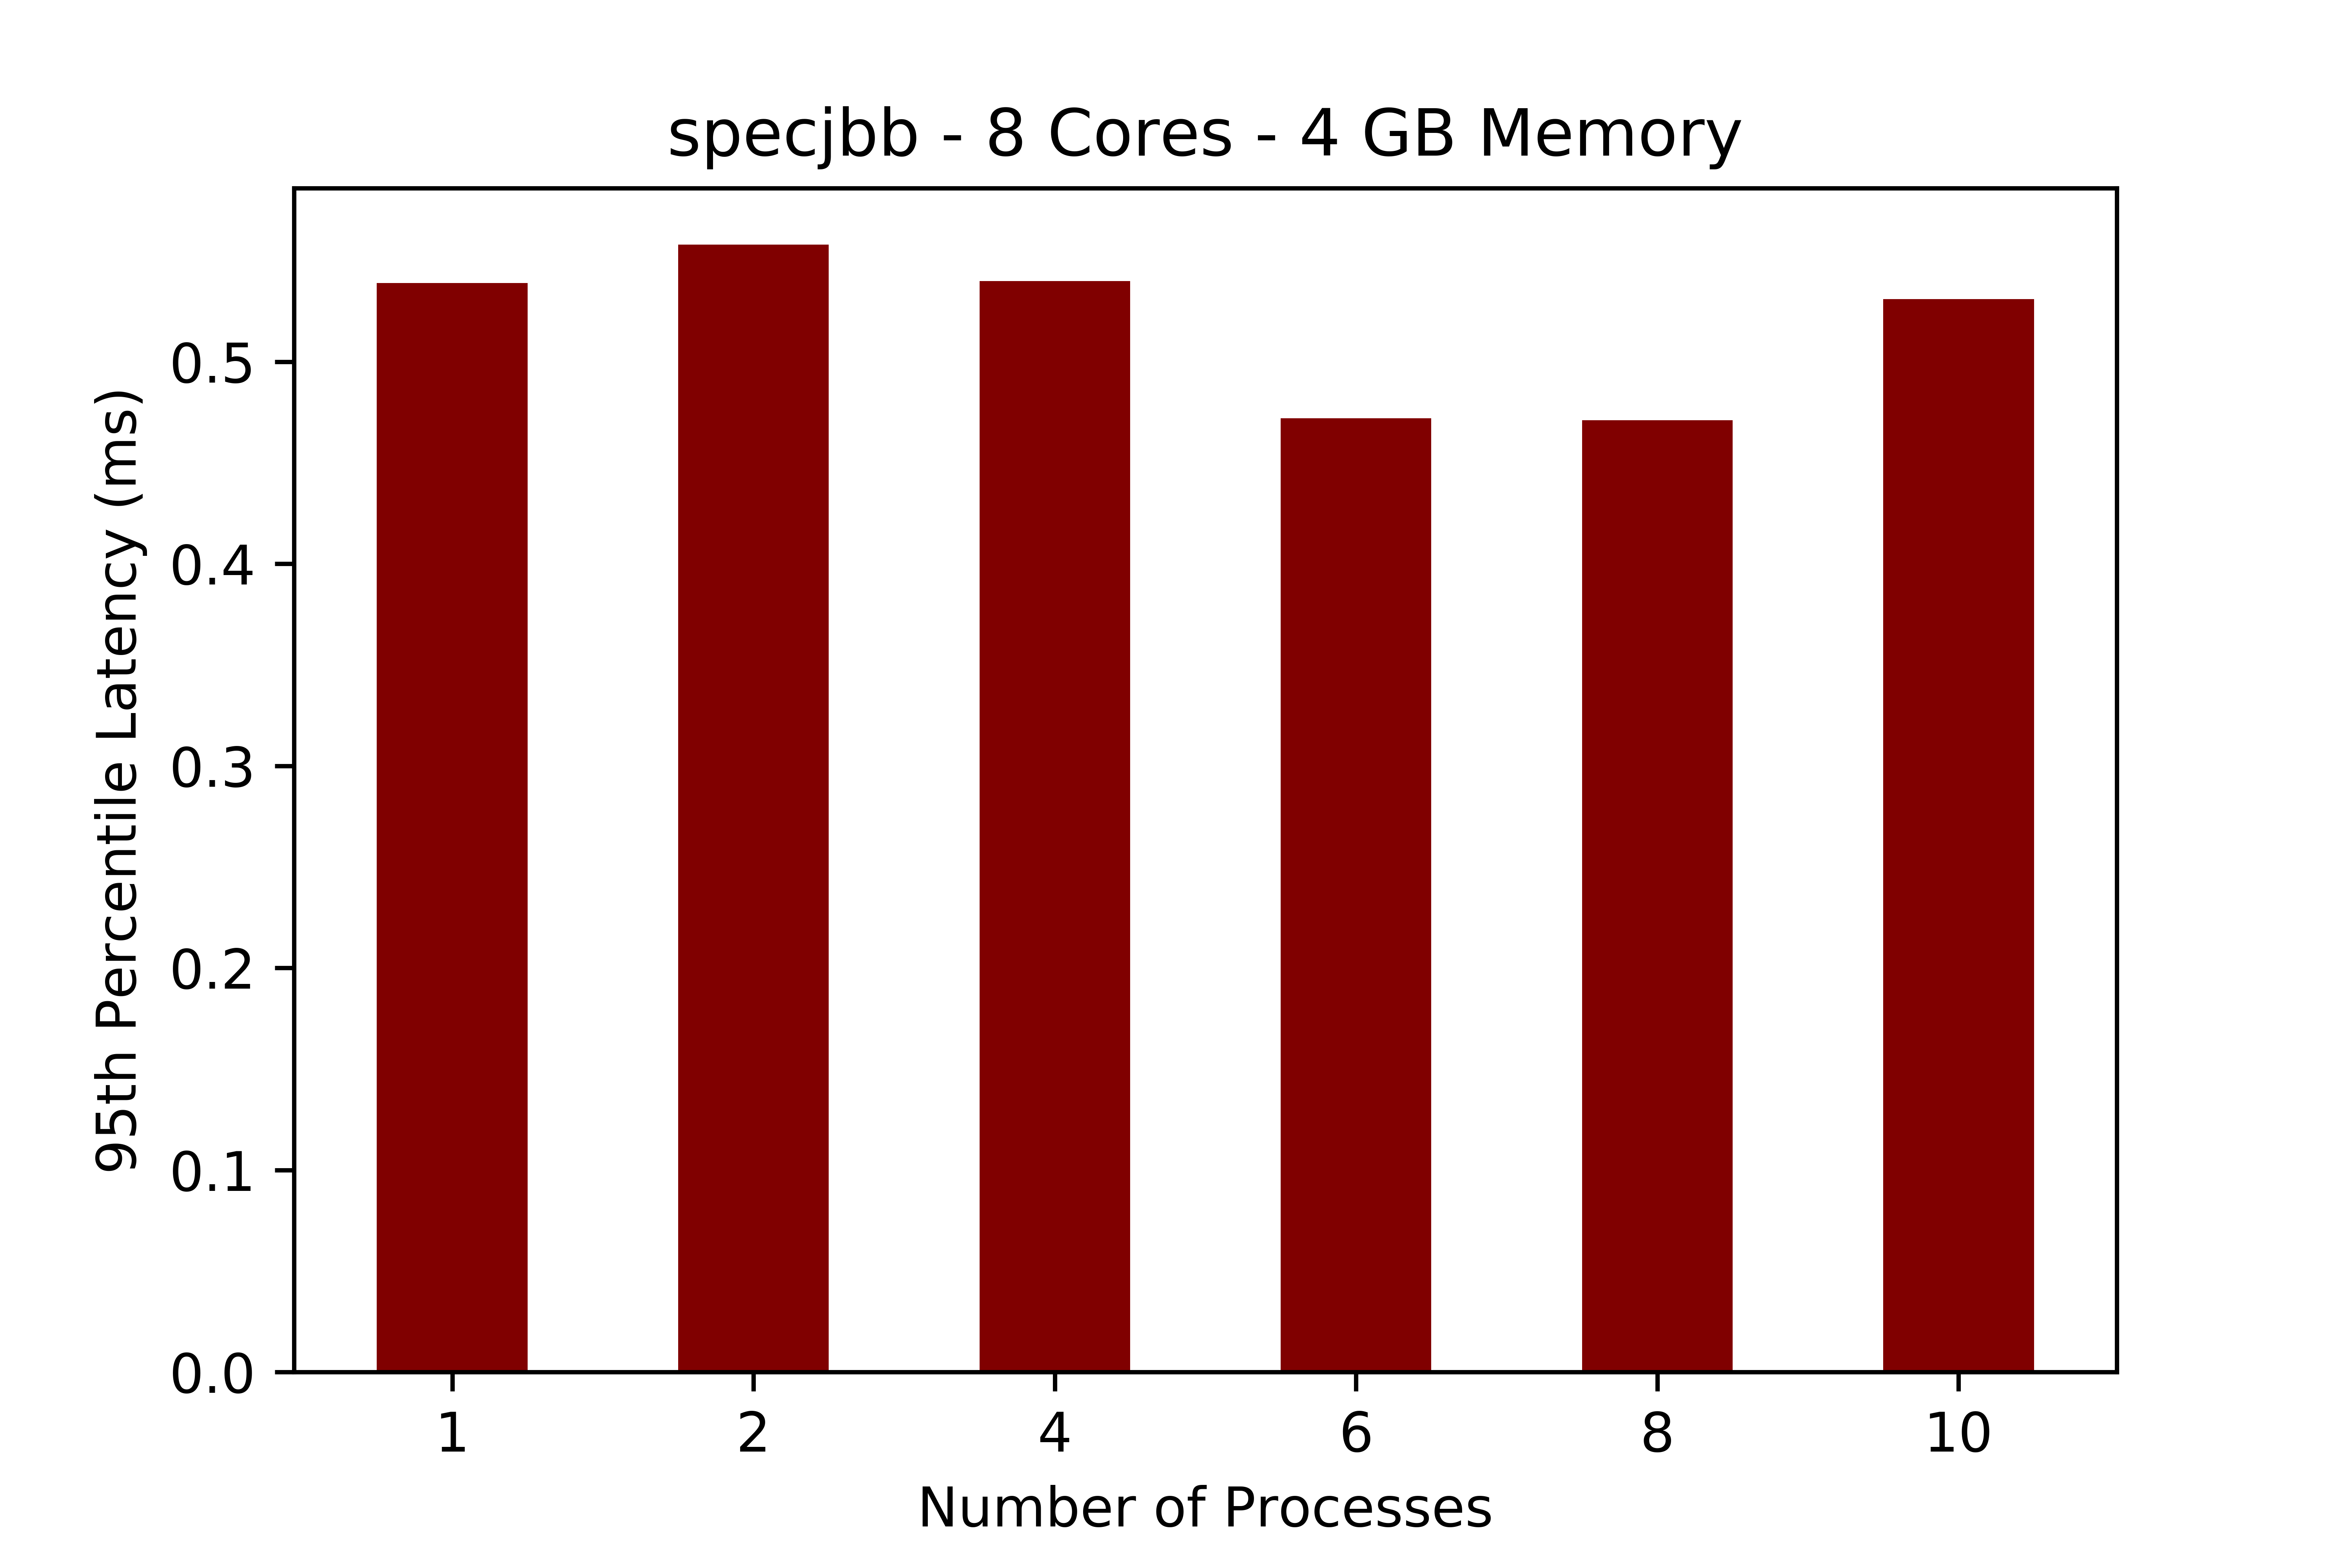 specjbb - 8 Cores - 4 GB Memory
95th Percentile Latency (ms)
0.5
0.4
0.3
0.2
0.1
0.0
1 2 4 6 8 10
Number of Processes